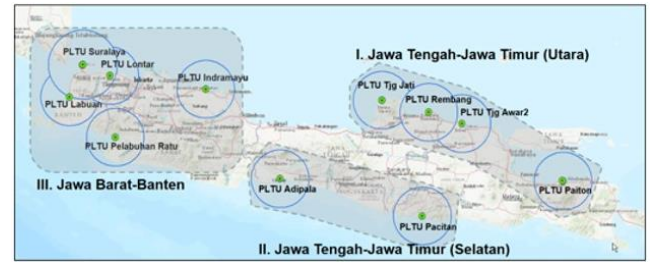 I. Jawa Tengah-Jawa Timur (Utara)
PLTU Suralaya
PLTU Lontar
PLTU Indramayu
PLTU Labuan
PLTU Pelabuhan Ratu
PLTU Tjg Jati
PLTU Rembang
PLTU Tjg Awar2
III. Jawa Barat-Banten
PLTU Adipala
PLTU Paiton
PLTU Pacitan
II. Jawa Tengah-Jawa Timur (Selatan)